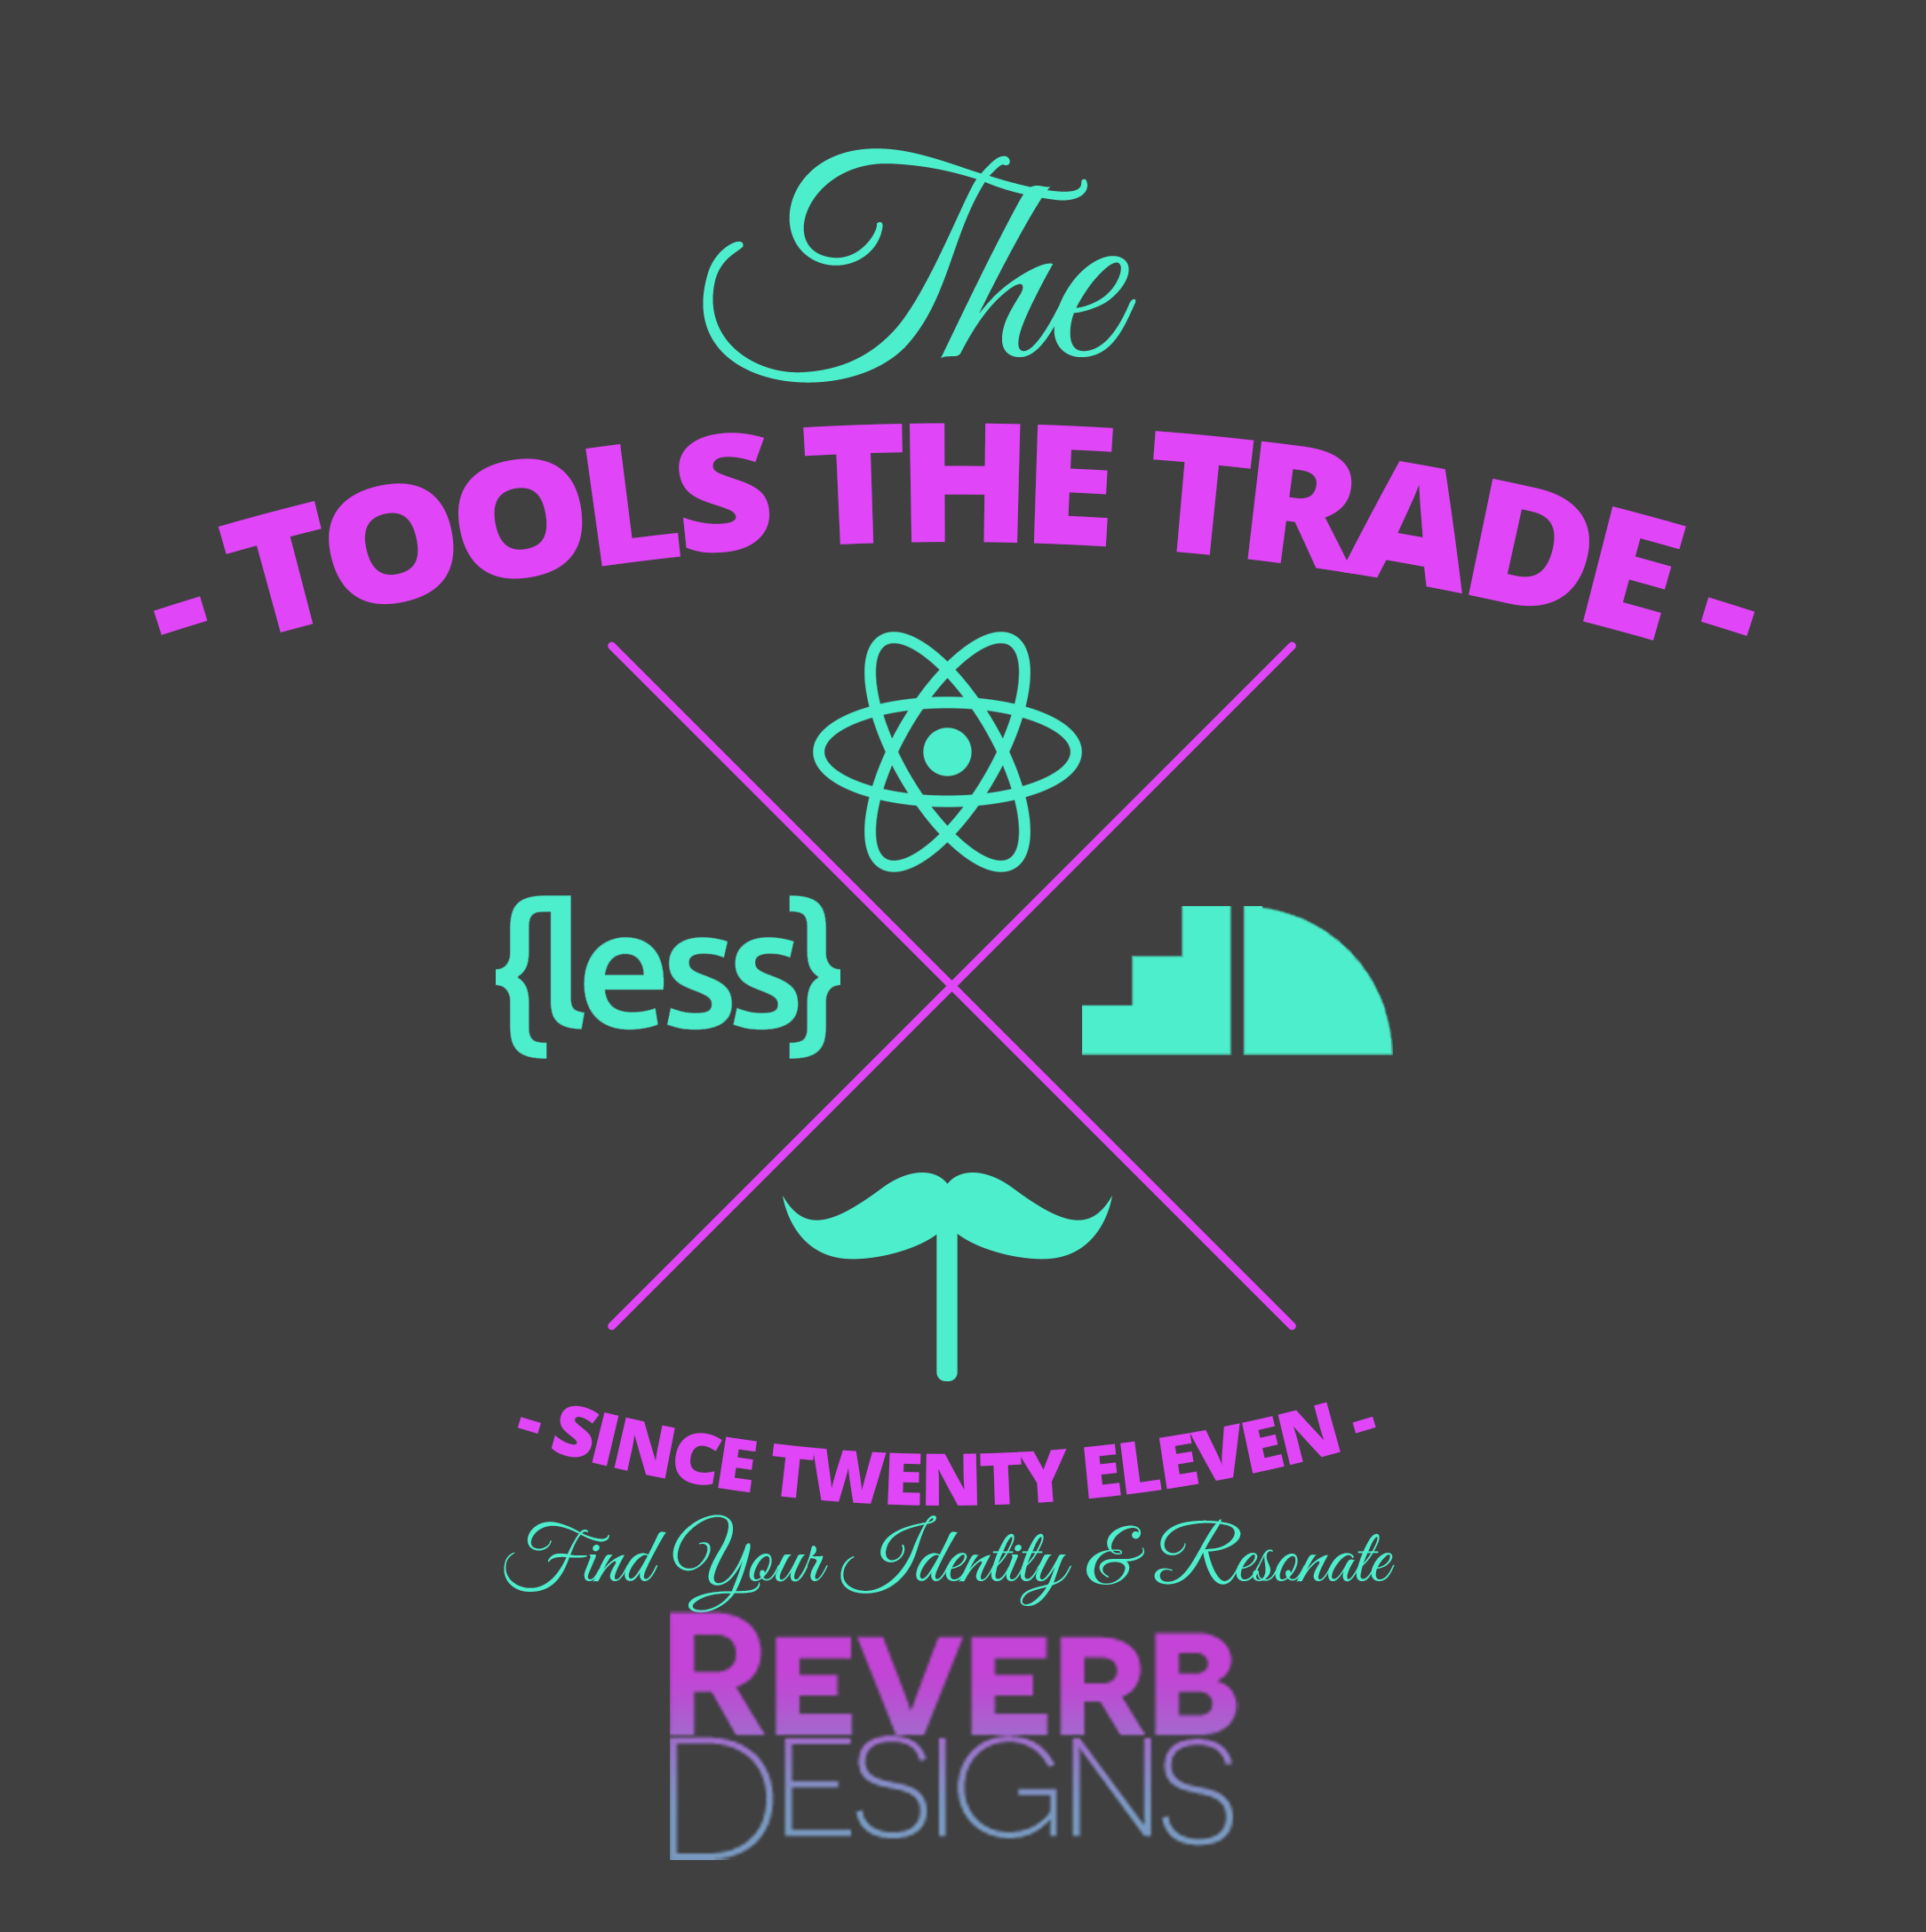 The
- TOOLS THE TRADE -
{less}
- SINCE TWENTY ELEVEN -
Find Your Identity & Resonate
REVERB
DESIGNS